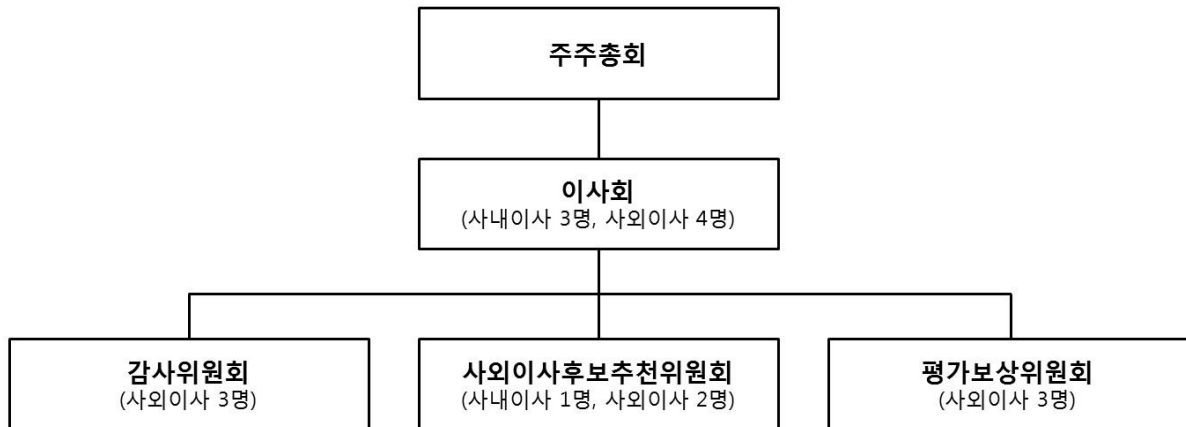 주주총회
이사회
(사내이사 3명, 사외이사 4명)
감사위원회
(사외이사 3명)
사외이사후보추천위원회
(사내이사 1명, 사외이사 2명)
평가보상위원회
(사외이사 3명)